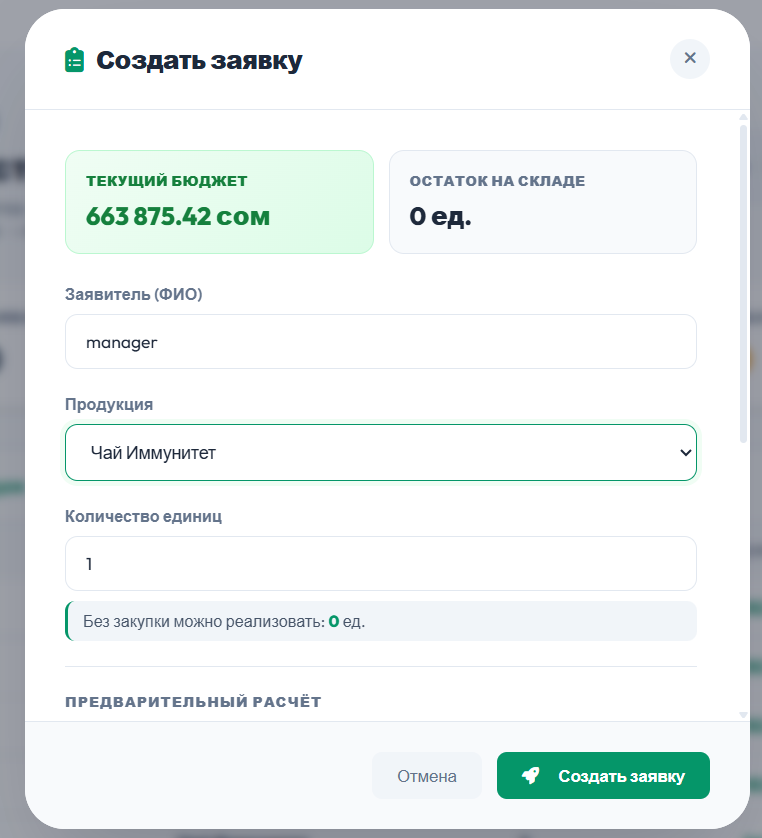 Создать заявку
ТЕКУЩИЙ БЮДЖЕТ
663 875.42 сом
ОСТАТОК НА СКЛАДЕ
0 ед.
Заявитель (ФИО)
manager
Продукция
Чай Иммунитет
Количество единиц
1
Без закупки можно реализовать: 0 ед.
ПРЕДВАРИТЕЛЬНЫЙ РАСЧЁТ
Отмена
Создать заявку